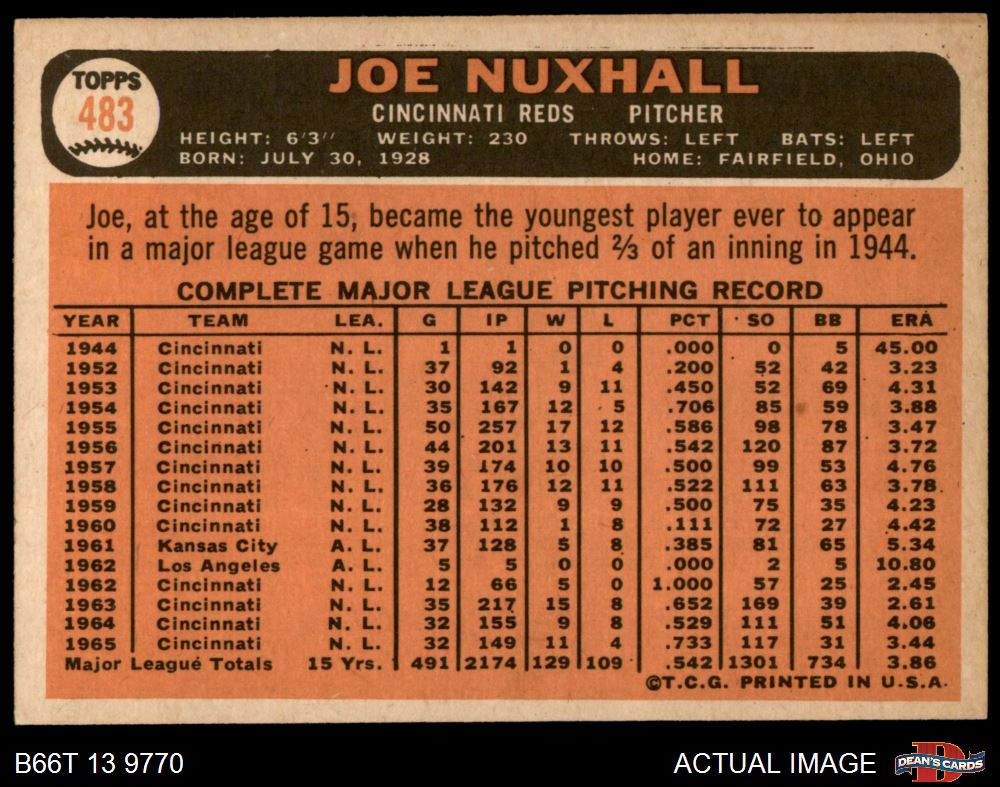 TOPPS
483
JOE NUXHALL
CINCINNATI REDS PITCHER
HEIGHT: 6'3" WEIGHT: 230 THROWS: LEFT BATS: LEFT
BORN: JULY 30, 1928 HOME: FAIRFIELD, OHIO
Joe, at the age of 15, became the youngest player ever to appear
in a major league game when he pitched ⅔ of an inning in 1944.
COMPLETE MAJOR LEAGUE PITCHING RECORD
YEAR TEAM LEA. G IP W L PCT SO BB ERA
1944 Cincinnati N. L. 1 1 0 0 .000 0 5 45.00
1952 Cincinnati N. L. 37 92 1 4 .200 52 42 3.23
1953 Cincinnati N. L. 30 142 9 11 .450 52 69 4.31
1954 Cincinnati N. L. 35 167 12 5 .706 85 59 3.88
1955 Cincinnati N. L. 50 257 17 12 .586 98 78 3.47
1956 Cincinnati N. L. 44 201 13 11 .542 120 87 3.72
1957 Cincinnati N. L. 39 174 10 10 .500 99 53 4.76
1958 Cincinnati N. L. 36 176 12 11 .522 111 63 3.78
1959 Cincinnati N. L. 28 132 9 9 .500 75 35 4.23
1960 Cincinnati N. L. 38 112 1 8 .111 72 27 4.42
1961 Kansas City A. L. 37 128 5 8 .385 81 65 5.34
1962 Los Angeles A. L. 5 5 0 0 .000 2 5 10.80
1962 Cincinnati N. L. 12 66 5 0 1.000 57 25 2.45
1963 Cincinnati N. L. 35 217 15 8 .652 169 39 2.61
1964 Cincinnati N. L. 32 155 9 8 .529 111 51 4.06
1965 Cincinnati N. L. 32 149 11 4 .733 117 31 3.44
Major League Totals 15 Yrs. 491 2174 129 109 .542 1301 734 3.86
©T.C.G. PRINTED IN U.S.A.
B66T 13 9770 ACTUAL IMAGE DEAN'S CARDS